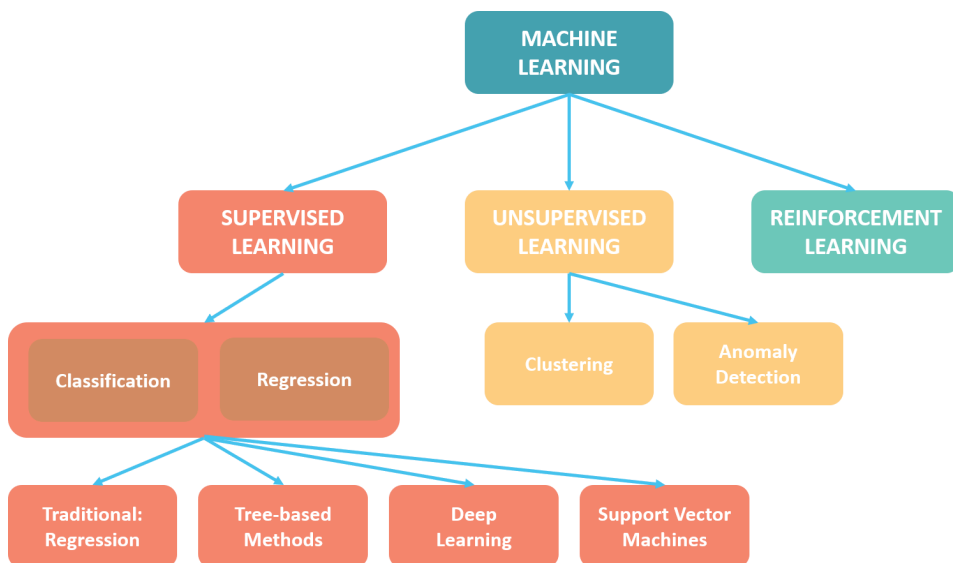 MACHINE
LEARNING
SUPERVISED
LEARNING
UNSUPERVISED
LEARNING
REINFORCEMENT
LEARNING
Classification
Regression
Clustering
Anomaly
Detection
Traditional:
Regression
Tree-based
Methods
Deep
Learning
Support Vector
Machines